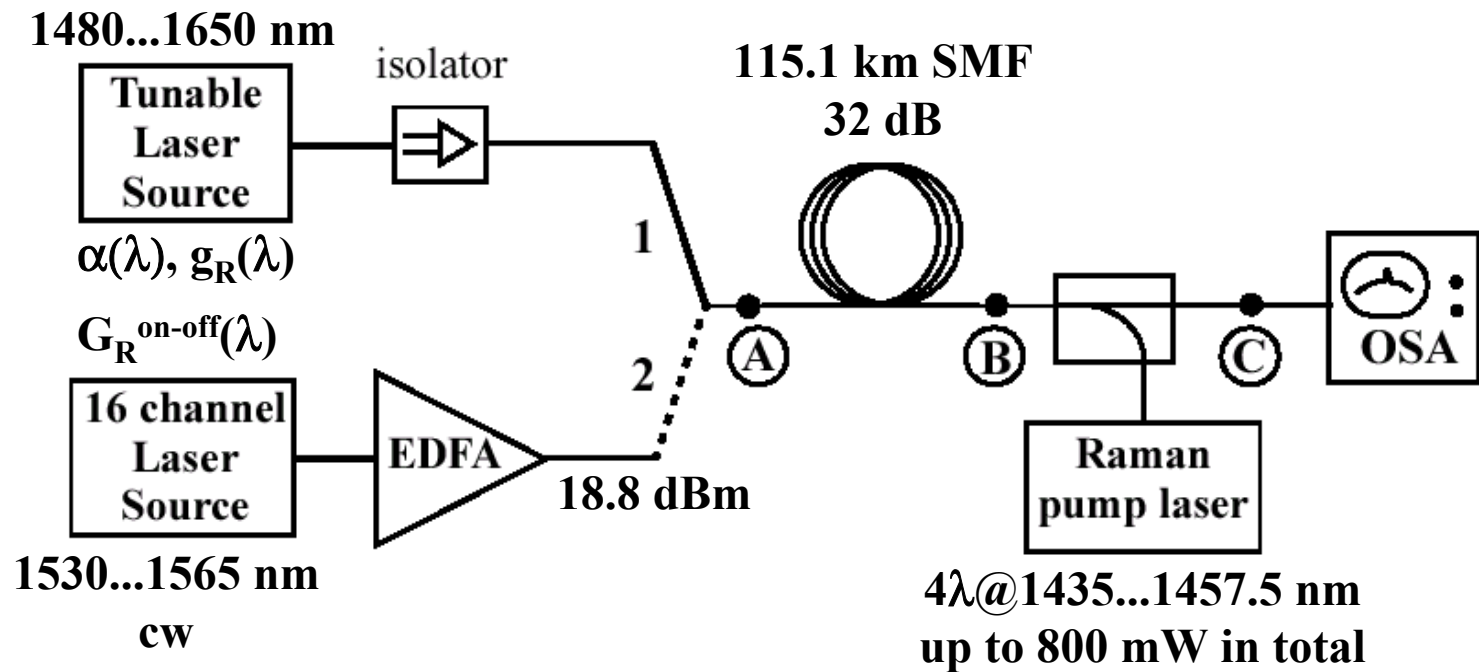 1480...1650 nm
Tunable
Laser
Source
α(λ), g_R(λ)
isolator
1
115.1 km SMF
32 dB
A
B
C
OSA
G_R^on-off(λ)
16 channel
Laser
Source
1530...1565 nm
cw
EDFA
2
18.8 dBm
Raman
pump laser
4λ@1435...1457.5 nm
up to 800 mW in total